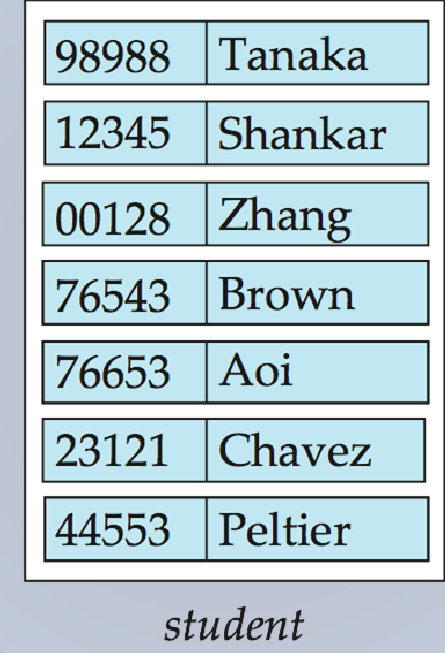 98988 Tanaka
12345 Shankar
00128 Zhang
76543 Brown
76653 Aoi
23121 Chavez
44553 Peltier
student